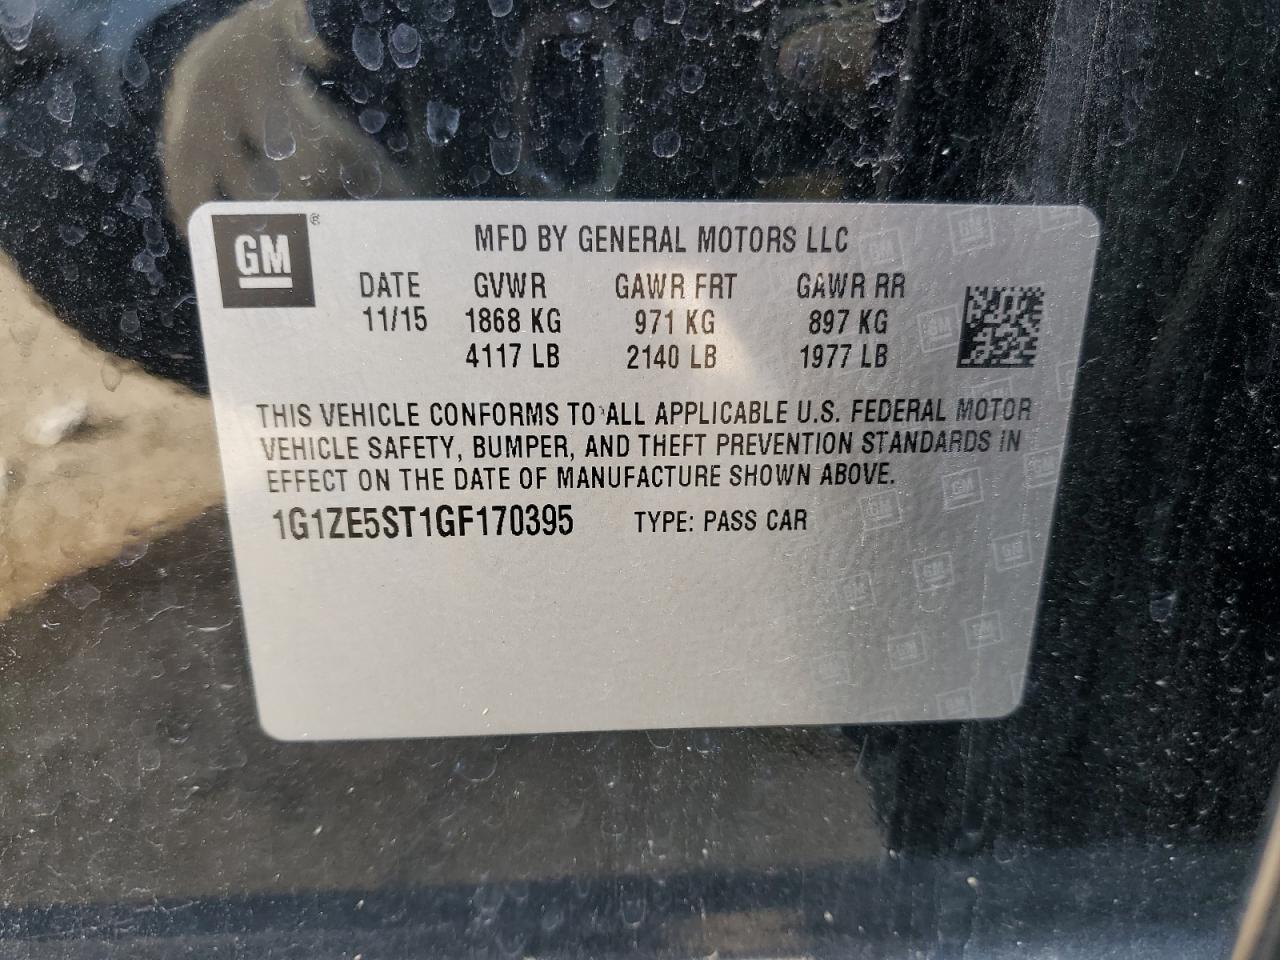 GM ®
MFD BY GENERAL MOTORS LLC
DATE GVWR GAWR FRT GAWR RR
11/15 1868 KG 971 KG 897 KG
4117 LB 2140 LB 1977 LB
THIS VEHICLE CONFORMS TO ALL APPLICABLE U.S. FEDERAL MOTOR
VEHICLE SAFETY, BUMPER, AND THEFT PREVENTION STANDARDS IN
EFFECT ON THE DATE OF MANUFACTURE SHOWN ABOVE.
1G1ZE5ST1GF170395 TYPE: PASS CAR